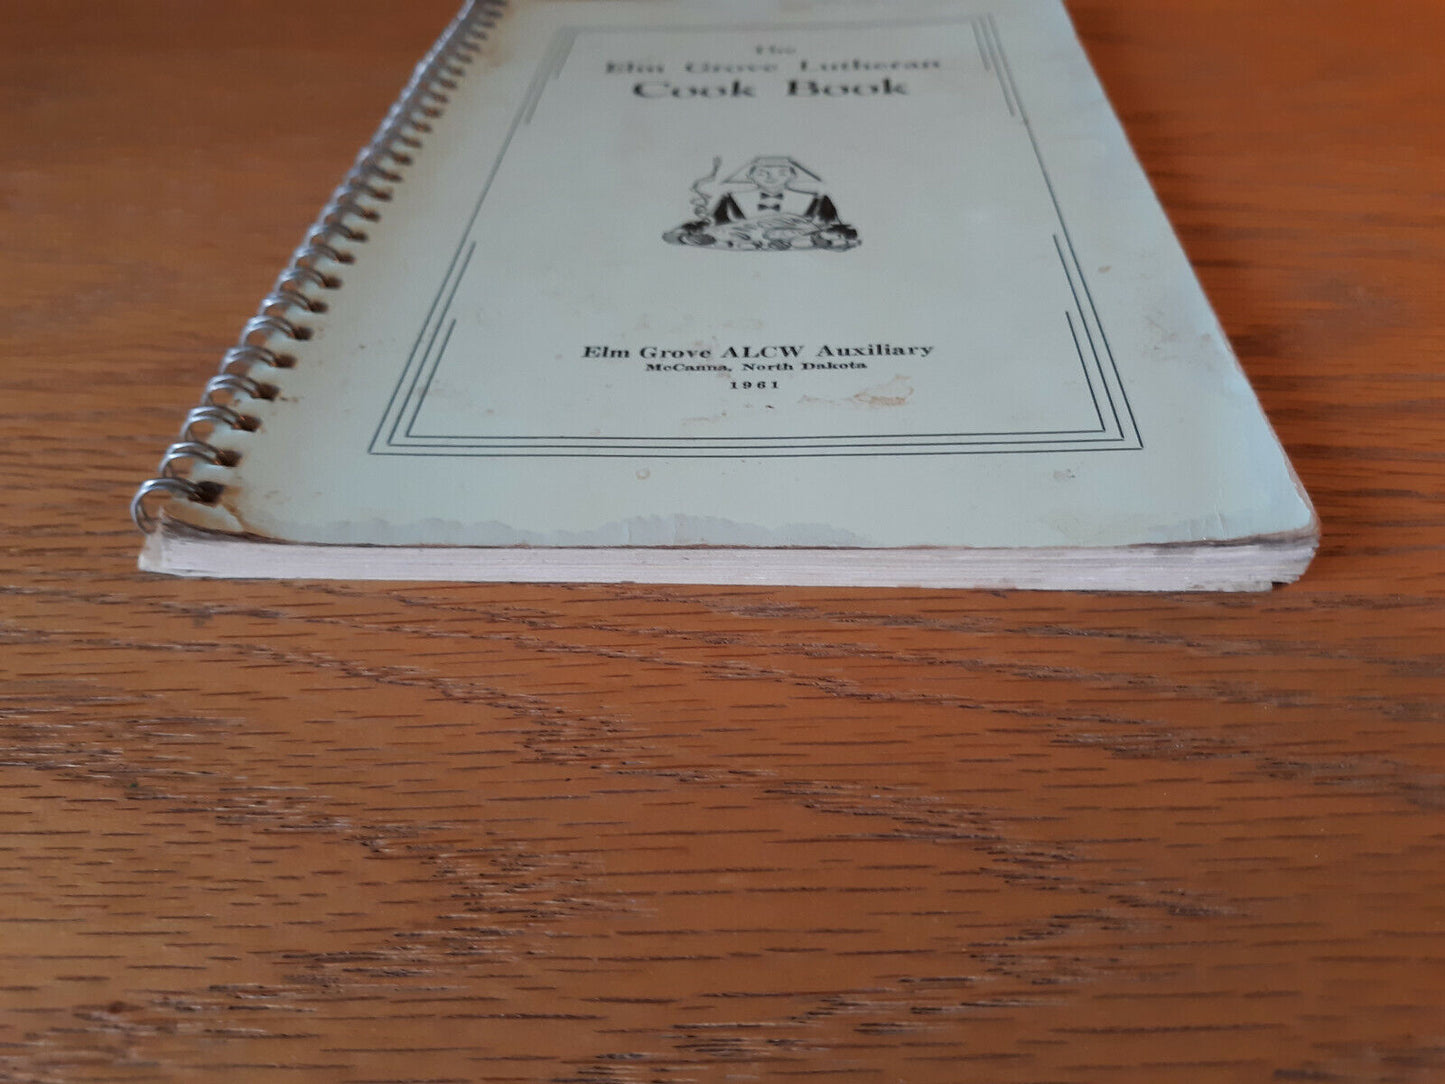 The
Elm Grove Lutheran
Cook Book
Elm Grove ALCW Auxiliary
McCanna, North Dakota
1961